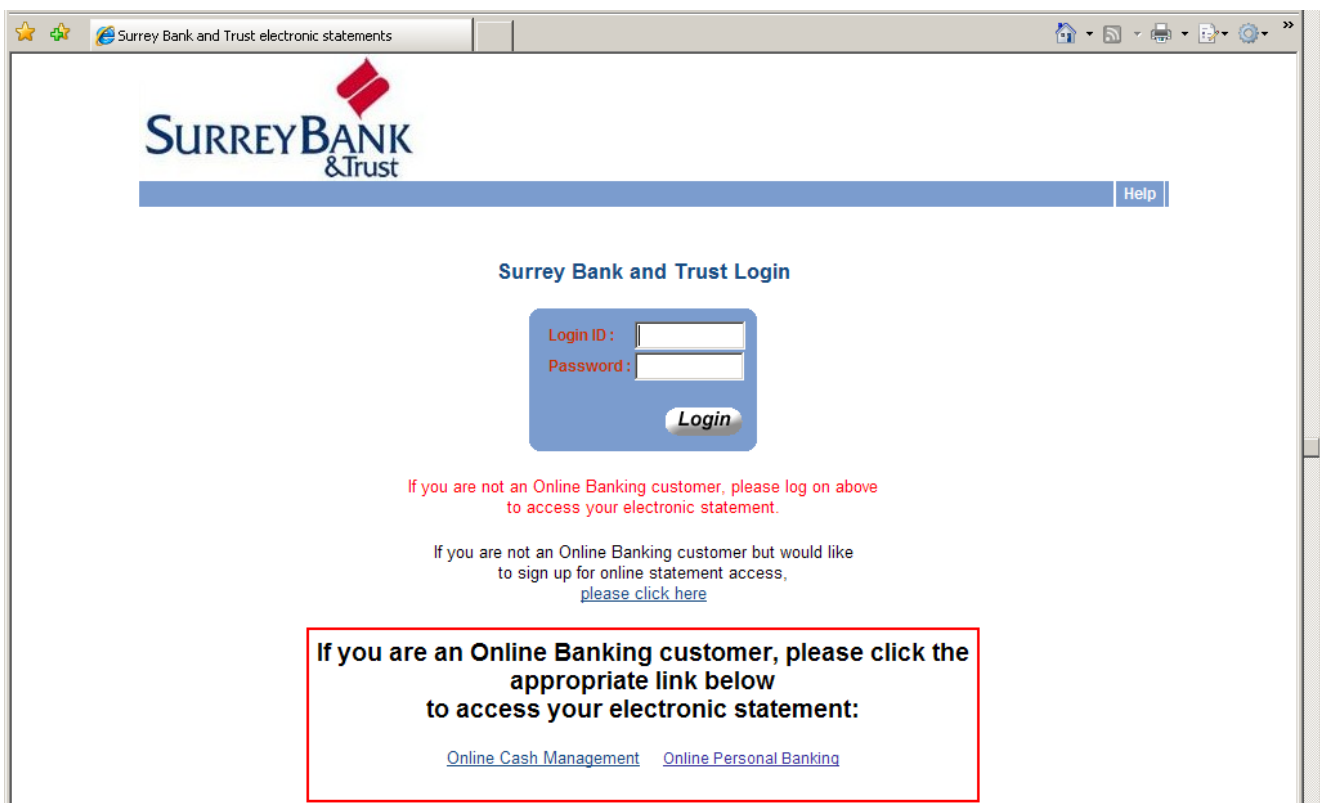 Surrey Bank and Trust electronic statements
»
SURREY BANK
&Trust
Help
Surrey Bank and Trust Login
Login ID :
Password :
Login
If you are not an Online Banking customer, please log on above
to access your electronic statement.
If you are not an Online Banking customer but would like
to sign up for online statement access,
please click here
If you are an Online Banking customer, please click the
appropriate link below
to access your electronic statement:
Online Cash Management Online Personal Banking